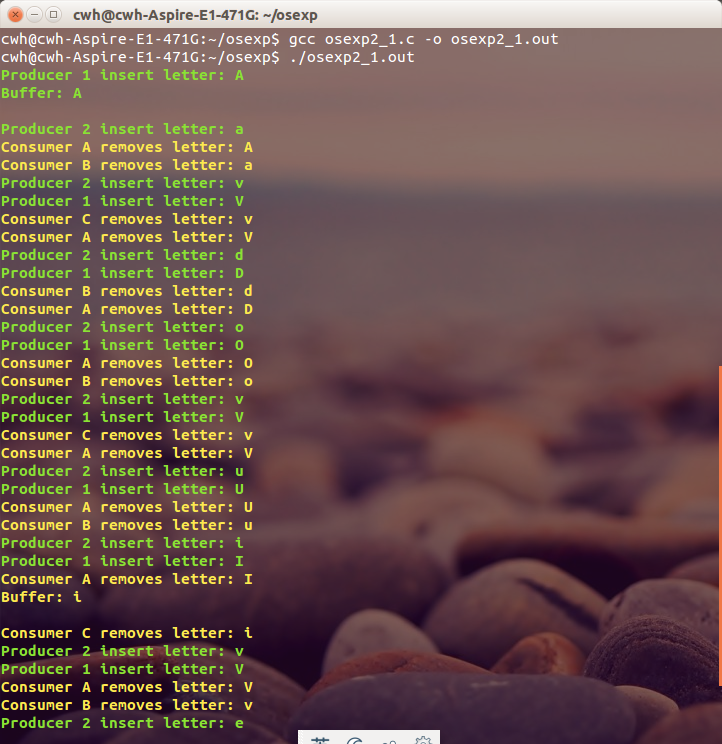 cwh@cwh-Aspire-E1-471G: ~/osexp
cwh@cwh-Aspire-E1-471G:~/osexp$ gcc osexp2_1.c -o osexp2_1.out
cwh@cwh-Aspire-E1-471G:~/osexp$ ./osexp2_1.out
Producer 1 insert letter: A
Buffer: A
Producer 2 insert letter: a
Consumer A removes letter: A
Consumer B removes letter: a
Producer 2 insert letter: v
Producer 1 insert letter: V
Consumer C removes letter: v
Consumer A removes letter: V
Producer 2 insert letter: d
Producer 1 insert letter: D
Consumer B removes letter: d
Consumer A removes letter: D
Producer 2 insert letter: o
Producer 1 insert letter: O
Consumer A removes letter: O
Consumer B removes letter: o
Producer 2 insert letter: v
Producer 1 insert letter: V
Consumer C removes letter: v
Consumer A removes letter: V
Producer 2 insert letter: u
Producer 1 insert letter: U
Consumer A removes letter: U
Consumer B removes letter: u
Producer 2 insert letter: i
Producer 1 insert letter: I
Consumer A removes letter: I
Buffer: i
Consumer C removes letter: i
Producer 2 insert letter: v
Producer 1 insert letter: V
Consumer A removes letter: V
Consumer B removes letter: v
Producer 2 insert letter: e